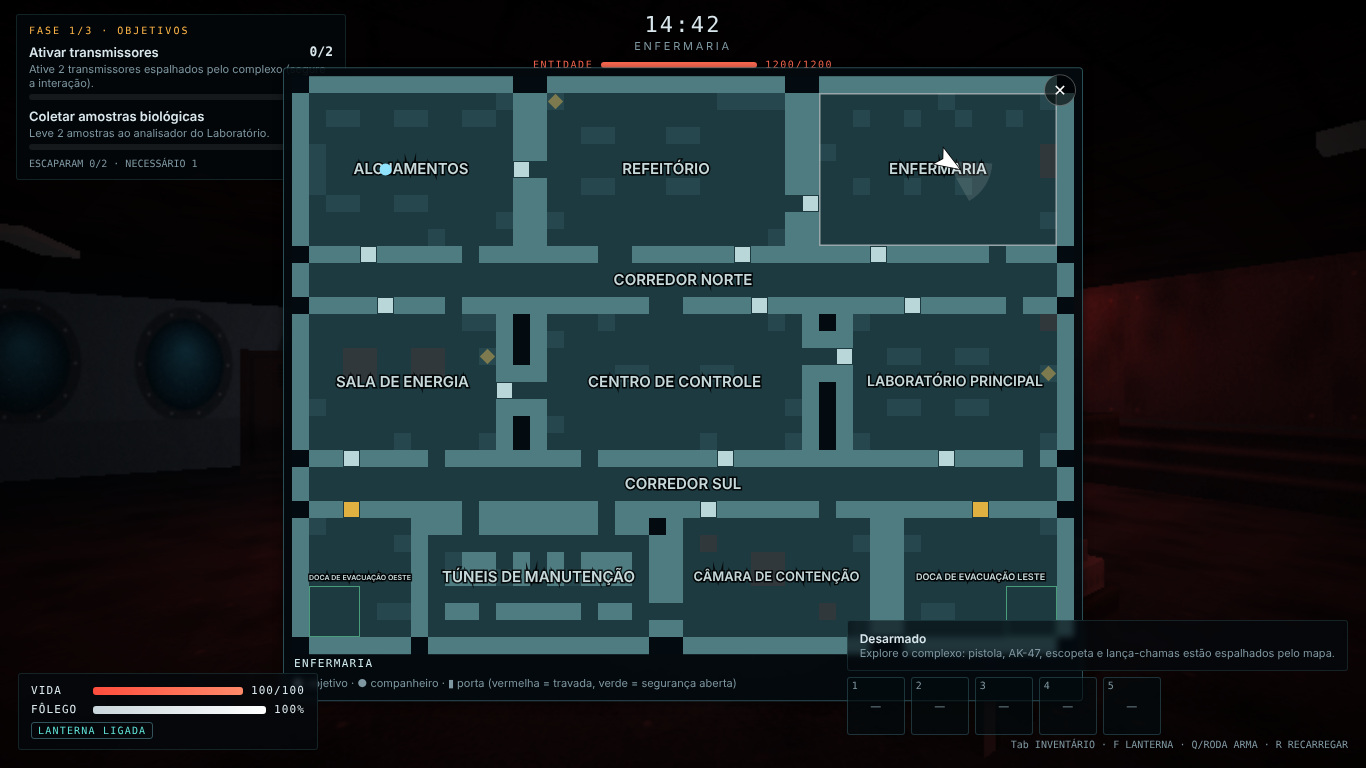 FASE 1/3 · OBJETIVOS
Ativar transmissores 0/2
Ative 2 transmissores espalhados pelo complexo
a interação).
Coletar amostras biológicas
Leve 2 amostras ao analisador do Laboratório.
ESCAPARAM 0/2 · NECESSÁRIO 1
14:42
ENFERMARIA
ENTIDADE 1200/1200
✕
ALOJAMENTOS
REFEITÓRIO
ENFERMARIA
CORREDOR NORTE
SALA DE ENERGIA
CENTRO DE CONTROLE
LABORATÓRIO PRINCIPAL
CORREDOR SUL
DOCA DE EVACUAÇÃO OESTE
TÚNEIS DE MANUTENÇÃO
CÂMARA DE CONTENÇÃO
DOCA DE EVACUAÇÃO LESTE
ENFERMARIA
objetivo · ● companheiro · ▮ porta (vermelha = travada, verde = segurança aberta)
Desarmado
Explore o complexo: pistola, AK-47, escopeta e lança-chamas estão espalhados pelo mapa.
VIDA 100/100
FÔLEGO 100%
LANTERNA LIGADA
1 2 3 4 5
— — — — —
Tab INVENTÁRIO · F LANTERNA · Q/RODA ARMA · R RECARREGAR